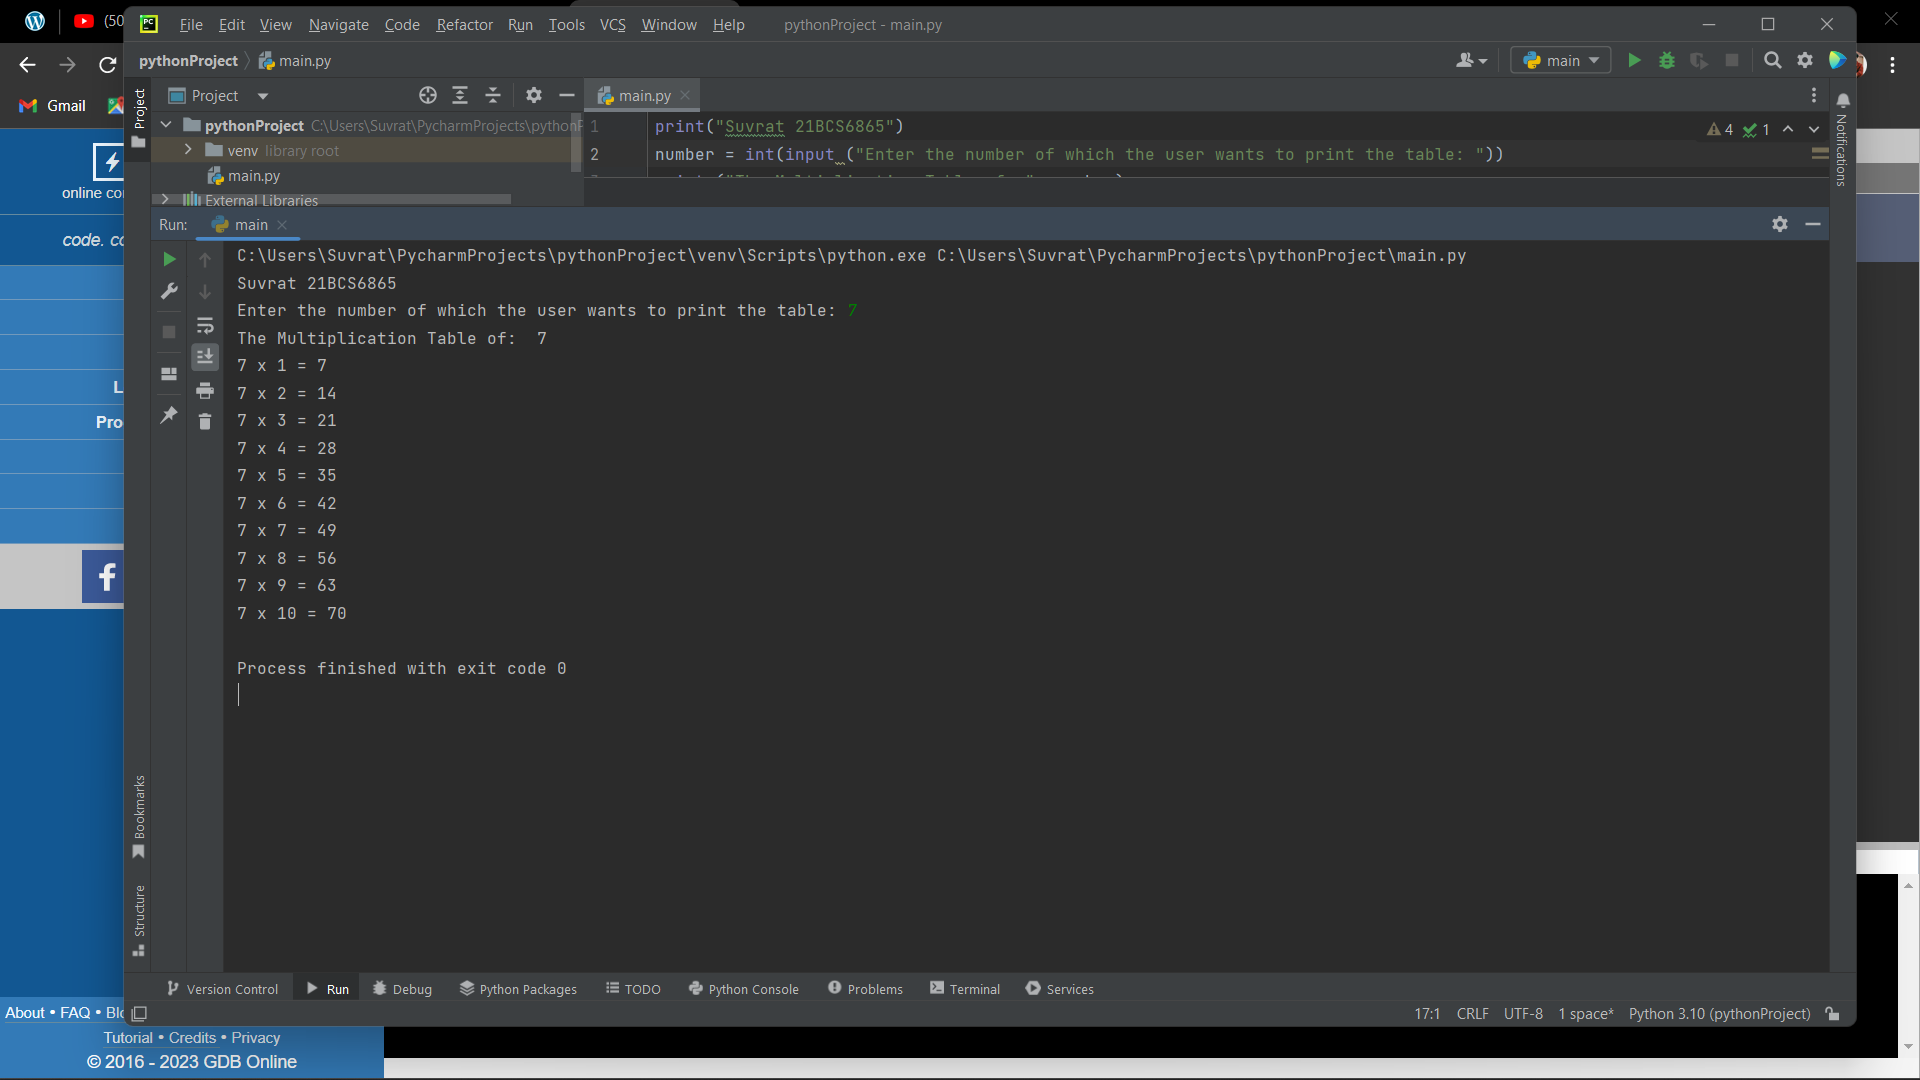 (50
File Edit View Navigate Code Refactor Run Tools VCS Window Help pythonProject - main.py
pythonProject main.py
main
Gmail
Project
Project
main.py
pythonProject C:\Users\Suvrat\PycharmProjects\python
venv library root
main.py
External Libraries
1 print("Suvrat 21BCS6865")
2 number = int(input ("Enter the number of which the user wants to print the table: "))
4 1
Notifications
online
code.
L
Pro
Run: main
C:\Users\Suvrat\PycharmProjects\pythonProject\venv\Scripts\python.exe C:\Users\Suvrat\PycharmProjects\pythonProject\main.py
Suvrat 21BCS6865
Enter the number of which the user wants to print the table: 7
The Multiplication Table of:  7
7 x 1 = 7
7 x 2 = 14
7 x 3 = 21
7 x 4 = 28
7 x 5 = 35
7 x 6 = 42
7 x 7 = 49
7 x 8 = 56
7 x 9 = 63
7 x 10 = 70
Process finished with exit code 0
Bookmarks
Structure
Version Control Run Debug Python Packages TODO Python Console Problems Terminal Services
17:1 CRLF UTF-8 1 space* Python 3.10 (pythonProject)
About • FAQ •
Tutorial • Credits • Privacy
© 2016 - 2023 GDB Online